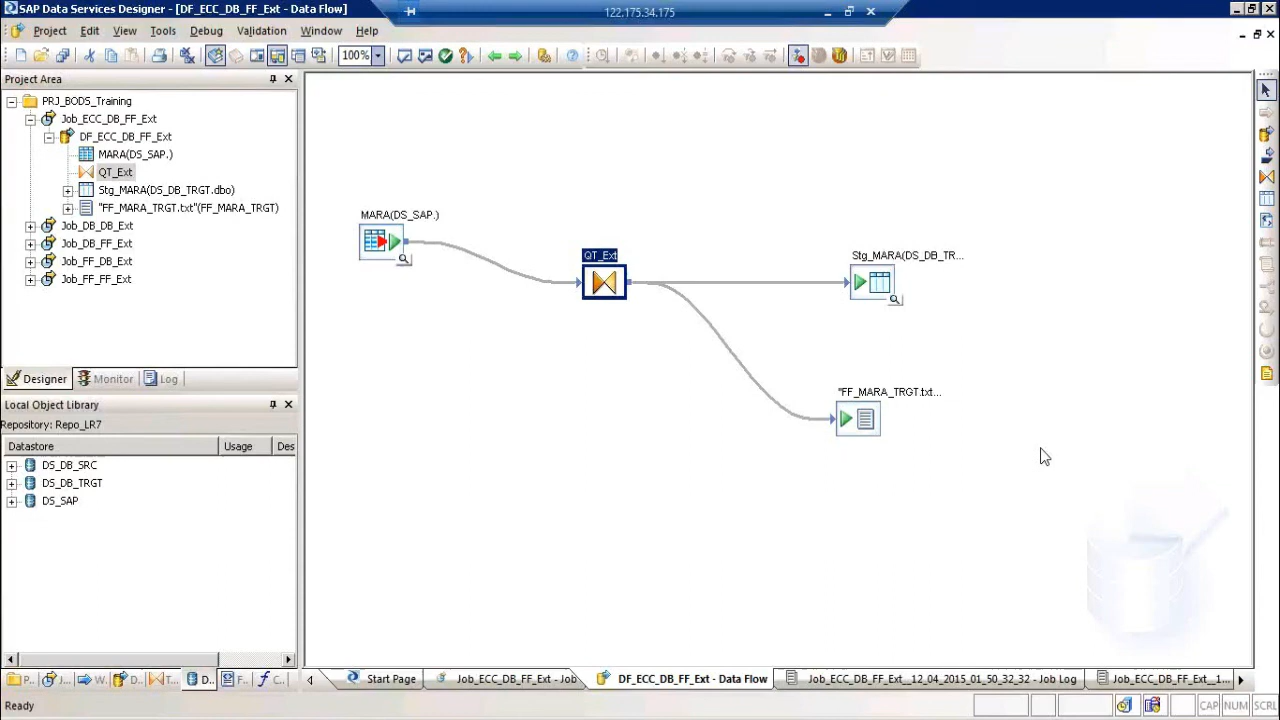 SAP Data Services Designer - [DF_ECC_DB_FF_Ext - Data Flow]
122.175.34.175
Project Edit View Tools Debug Validation Window Help
100%
Project Area
PRJ_BODS_Training
Job_ECC_DB_FF_Ext
DF_ECC_DB_FF_Ext
MARA(DS_SAP.)
QT_Ext
Stg_MARA(DS_DB_TRGT.dbo)
"FF_MARA_TRGT.txt"(FF_MARA_TRGT)
Job_DB_DB_Ext
Job_DB_FF_Ext
Job_FF_DB_Ext
Job_FF_FF_Ext
Designer Monitor Log
Local Object Library
Repository: Repo_LR7
Datastore Usage Des
DS_DB_SRC
DS_DB_TRGT
DS_SAP
P... J... W... D... T... D... F... C...
MARA(DS_SAP.)
QT_Ext
Stg_MARA(DS_DB_TR...
"FF_MARA_TRGT.txt...
Start Page Job_ECC_DB_FF_Ext - Job DF_ECC_DB_FF_Ext - Data Flow Job_ECC_DB_FF_Ext__12_04_2015_01_50_32_32 - Job Log Job_ECC_DB_FF_Ext__1...
Ready
CAP NUM SCRL